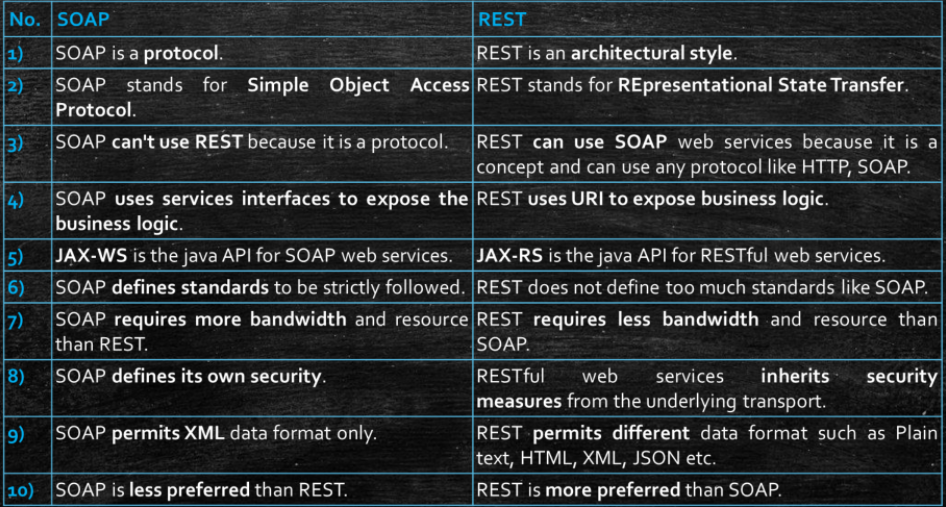 No. SOAP REST
1) SOAP is a protocol. REST is an architectural style.
2) SOAP stands for Simple Object Access REST stands for REpresentational State Transfer.
Protocol.
3) SOAP can't use REST because it is a protocol. REST can use SOAP web services because it is a
concept and can use any protocol like HTTP, SOAP.
4) SOAP uses services interfaces to expose the REST uses URI to expose business logic.
business logic.
5) JAX-WS is the java API for SOAP web services. JAX-RS is the java API for RESTful web services.
6) SOAP defines standards to be strictly followed. REST does not define too much standards like SOAP.
7) SOAP requires more bandwidth and resource REST requires less bandwidth and resource than
than REST. SOAP.
8) SOAP defines its own security. RESTful web services inherits security
measures from the underlying transport.
9) SOAP permits XML data format only. REST permits different data format such as Plain
text, HTML, XML, JSON etc.
10) SOAP is less preferred than REST. REST is more preferred than SOAP.